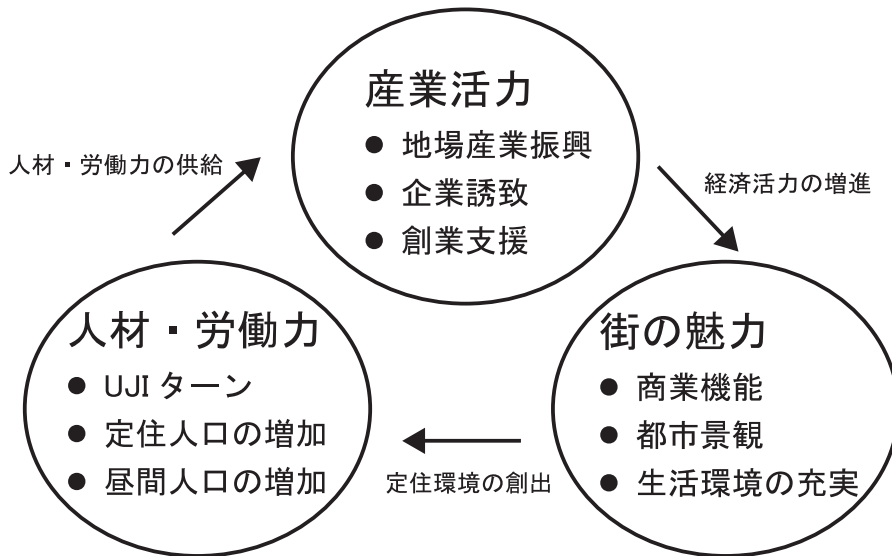 産業活力
● 地場産業振興
● 企業誘致
● 創業支援
人材・労働力の供給
経済活力の増進
人材・労働力
● UJI ターン
● 定住人口の増加
● 昼間人口の増加
街の魅力
● 商業機能
● 都市景観
● 生活環境の充実
定住環境の創出